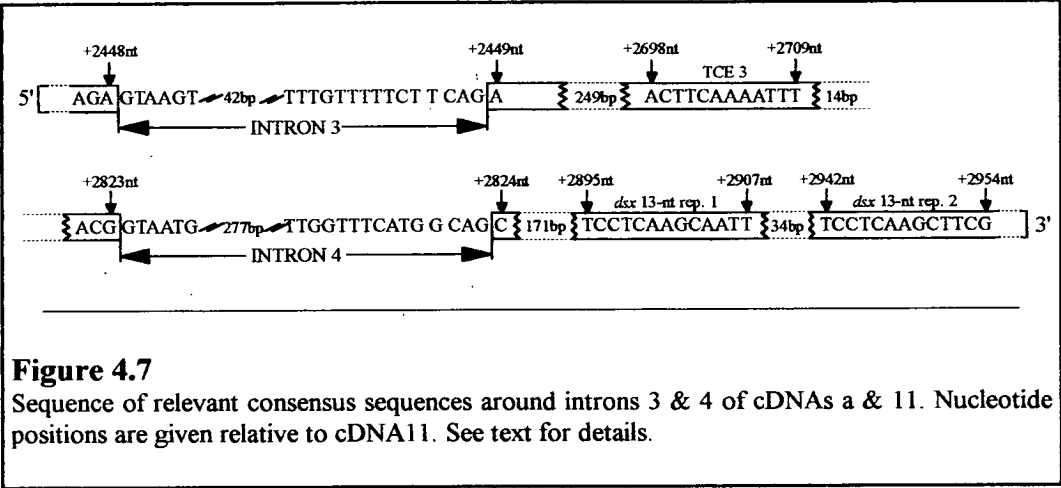 +2448nt +2449nt +2698nt +2709nt
TCE 3
5' AGA GTAAGT 42bp TTTGTTTTTCT T CAG A 249bp ACTTCAAAATTT 14bp
INTRON 3
+2823nt +2824nt +2895nt +2907nt +2942nt +2954nt
dsx 13-nt rep. 1 dsx 13-nt rep. 2
ACG GTAATG 277bp TTGGTTTCATG G CAG C 171bp TCCTCAAGCAATT 34bp TCCTCAAGCTTCG 3'
INTRON 4
Figure 4.7
Sequence of relevant consensus sequences around introns 3 & 4 of cDNAs a & 11. Nucleotide
positions are given relative to cDNA11. See text for details.